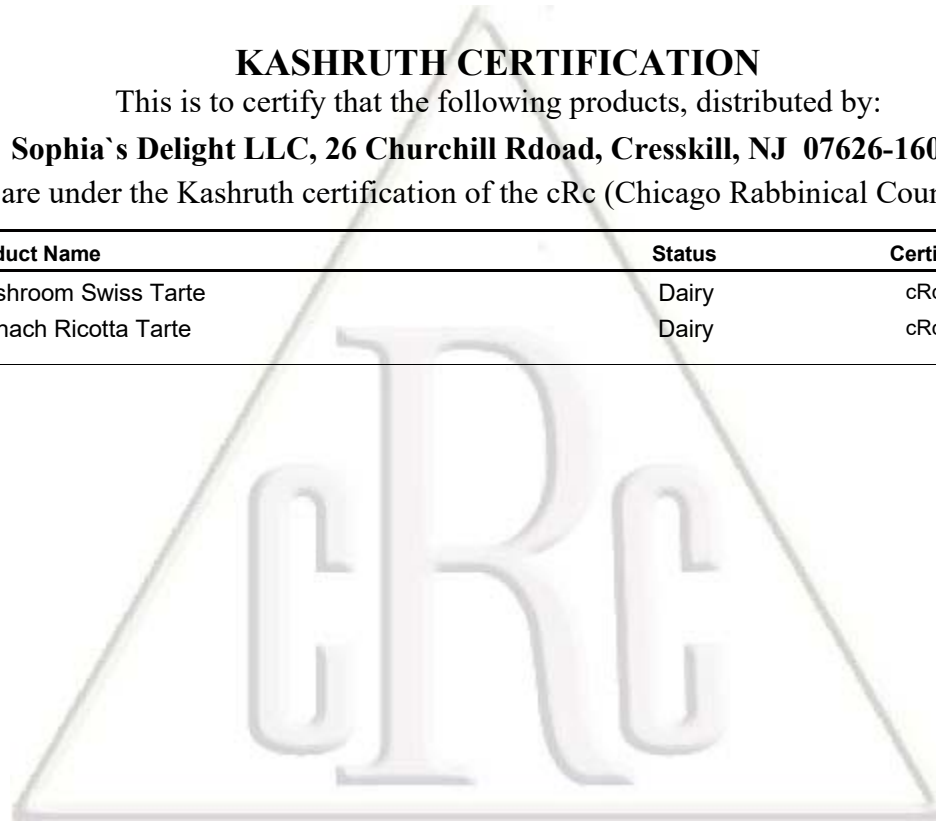 KASHRUTH CERTIFICATION
This is to certify that the following products, distributed by:
Sophia`s Delight LLC, 26 Churchill Rdoad, Cresskill, NJ 07626-160
are under the Kashruth certification of the cRc (Chicago Rabbinical Coun
duct Name Status Certi
shroom Swiss Tarte Dairy cRc
nach Ricotta Tarte Dairy cRc
cRc